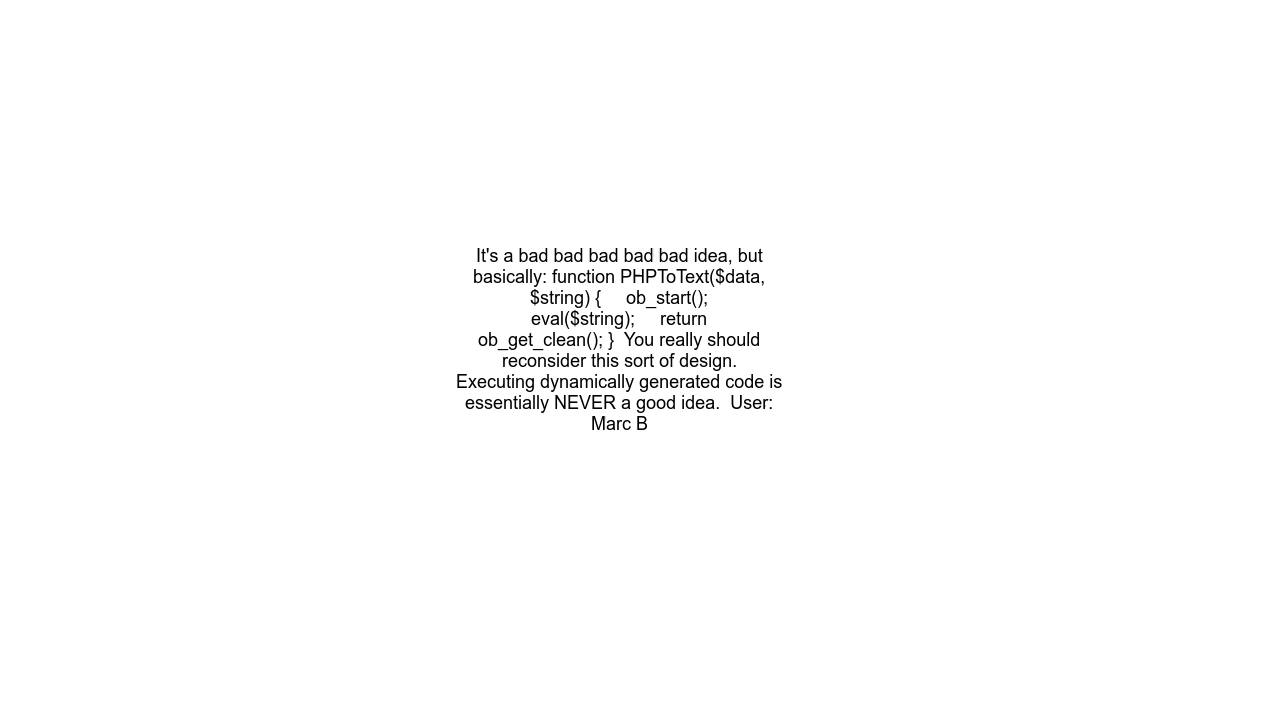 It's a bad bad bad bad bad idea, but
basically: function PHPToText($data,
$string) {     ob_start();
eval($string);     return
ob_get_clean(); }  You really should
reconsider this sort of design.
Executing dynamically generated code is
essentially NEVER a good idea.  User:
Marc B